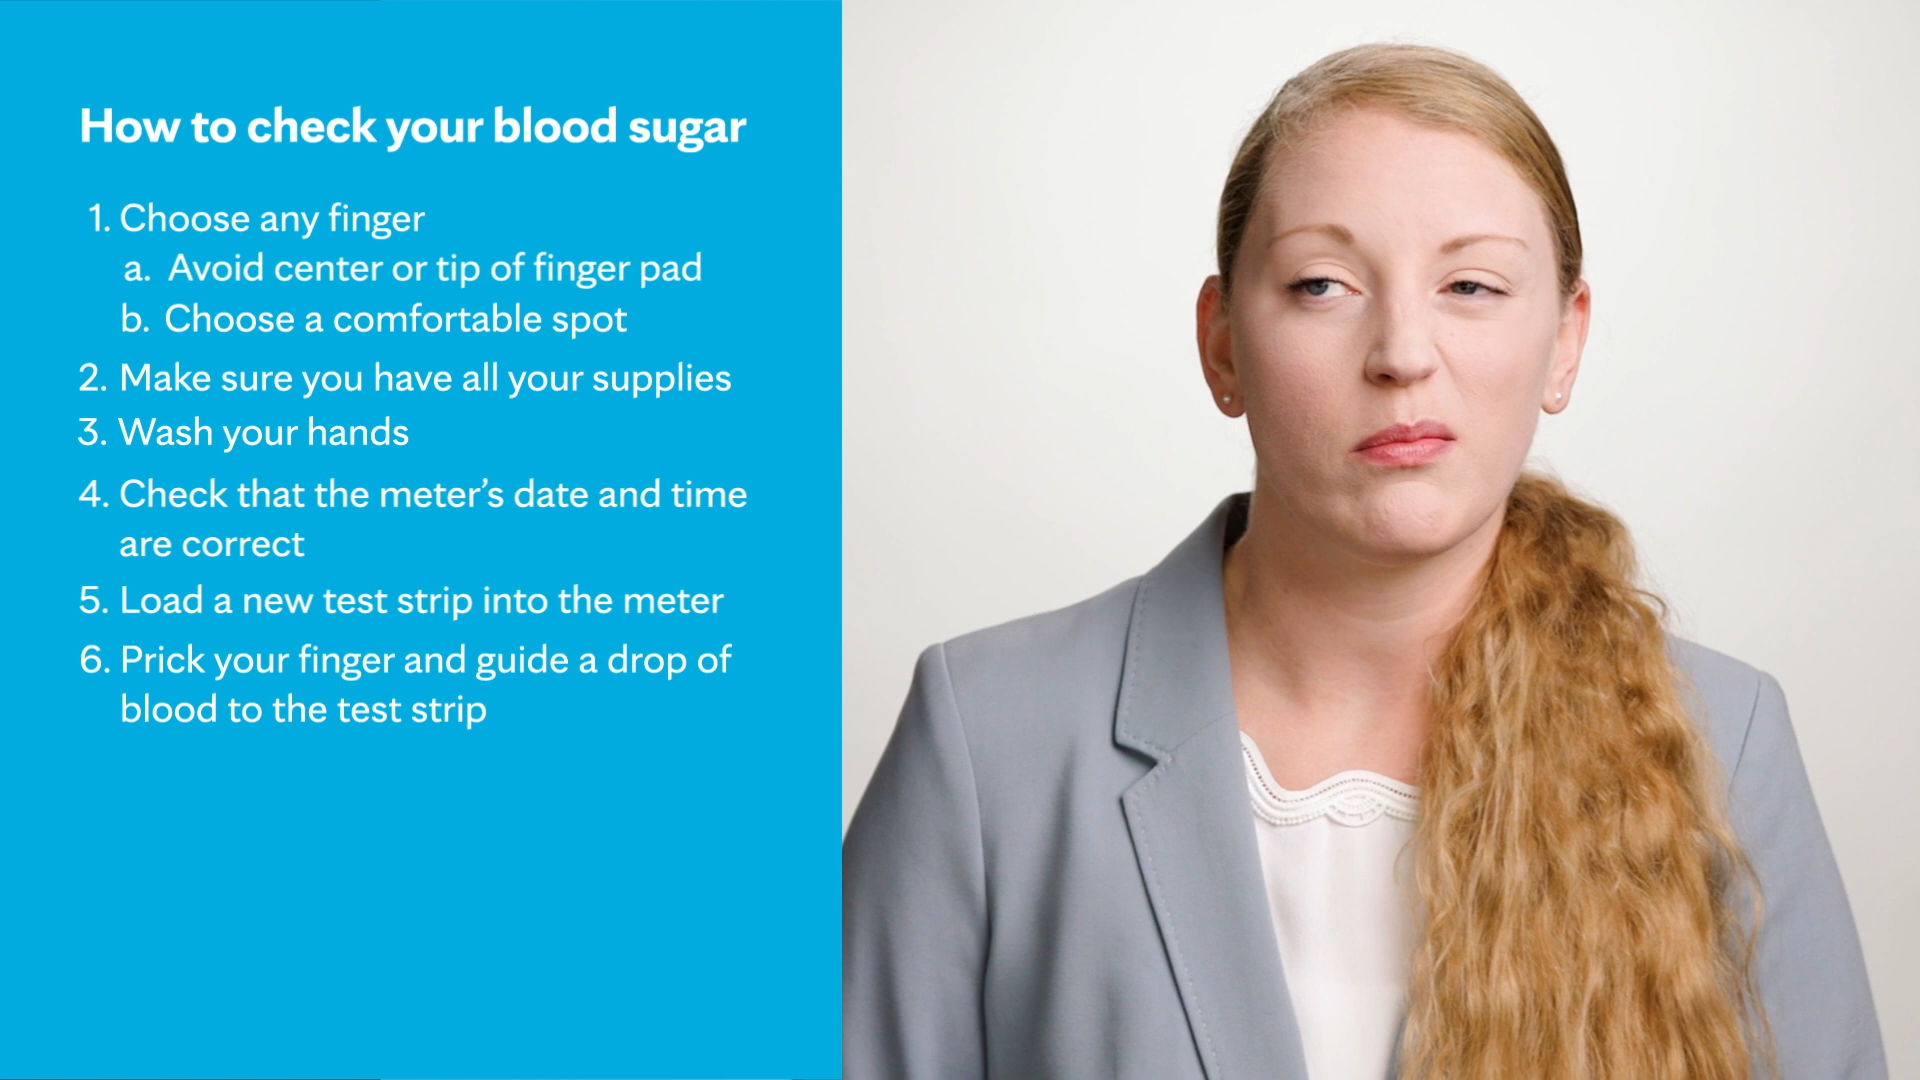 How to check your blood sugar
1. Choose any finger
a. Avoid center or tip of finger pad
b. Choose a comfortable spot
2. Make sure you have all your supplies
3. Wash your hands
4. Check that the meter’s date and time
are correct
5. Load a new test strip into the meter
6. Prick your finger and guide a drop of
blood to the test strip